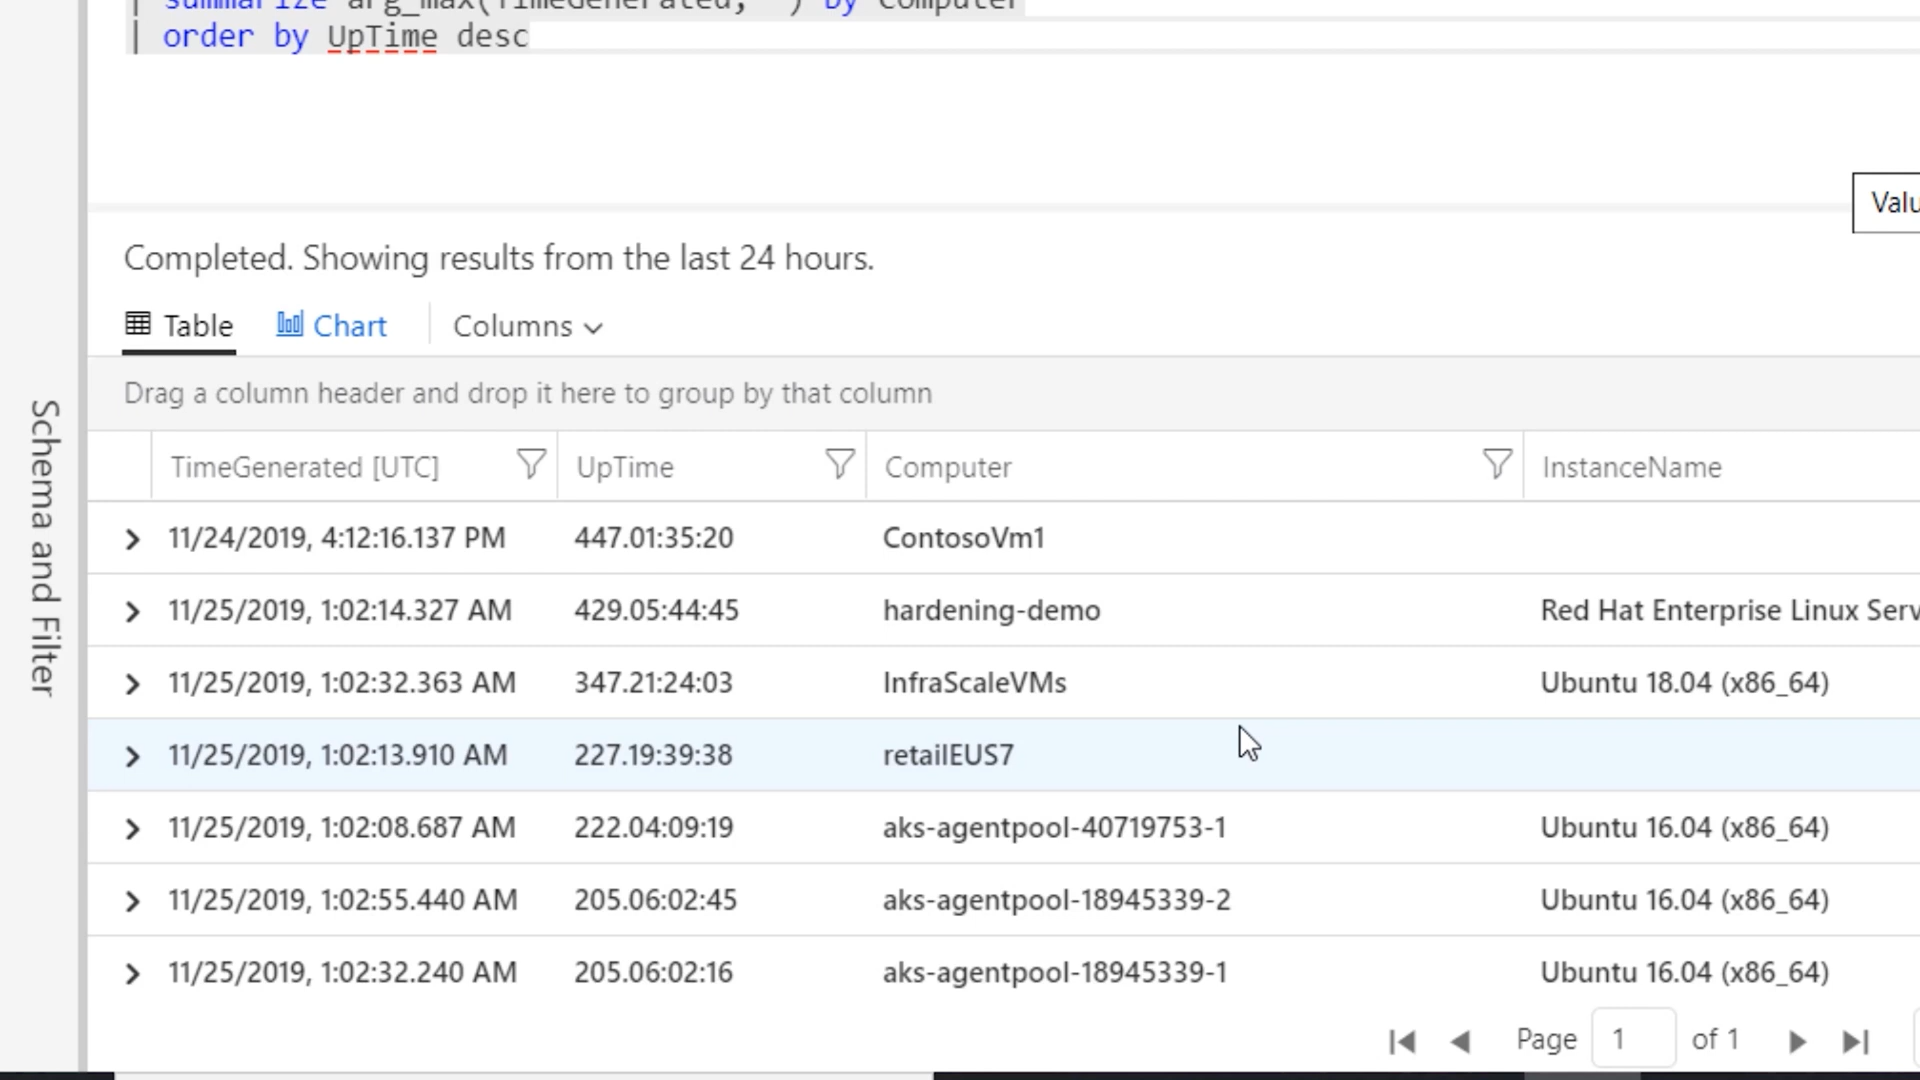 | summarize arg_max(TimeGenerated, ) by Computer
| order by UpTime desc
Valu
Completed. Showing results from the last 24 hours.
Table Chart Columns
Drag a column header and drop it here to group by that column
TimeGenerated [UTC] UpTime Computer InstanceName
11/24/2019, 4:12:16.137 PM 447.01:35:20 ContosoVm1
11/25/2019, 1:02:14.327 AM 429.05:44:45 hardening-demo Red Hat Enterprise Linux Serv
11/25/2019, 1:02:32.363 AM 347.21:24:03 InfraScaleVMs Ubuntu 18.04 (x86_64)
11/25/2019, 1:02:13.910 AM 227.19:39:38 retailEUS7
11/25/2019, 1:02:08.687 AM 222.04:09:19 aks-agentpool-40719753-1 Ubuntu 16.04 (x86_64)
11/25/2019, 1:02:55.440 AM 205.06:02:45 aks-agentpool-18945339-2 Ubuntu 16.04 (x86_64)
11/25/2019, 1:02:32.240 AM 205.06:02:16 aks-agentpool-18945339-1 Ubuntu 16.04 (x86_64)
Page 1 of 1
Schema and Filter